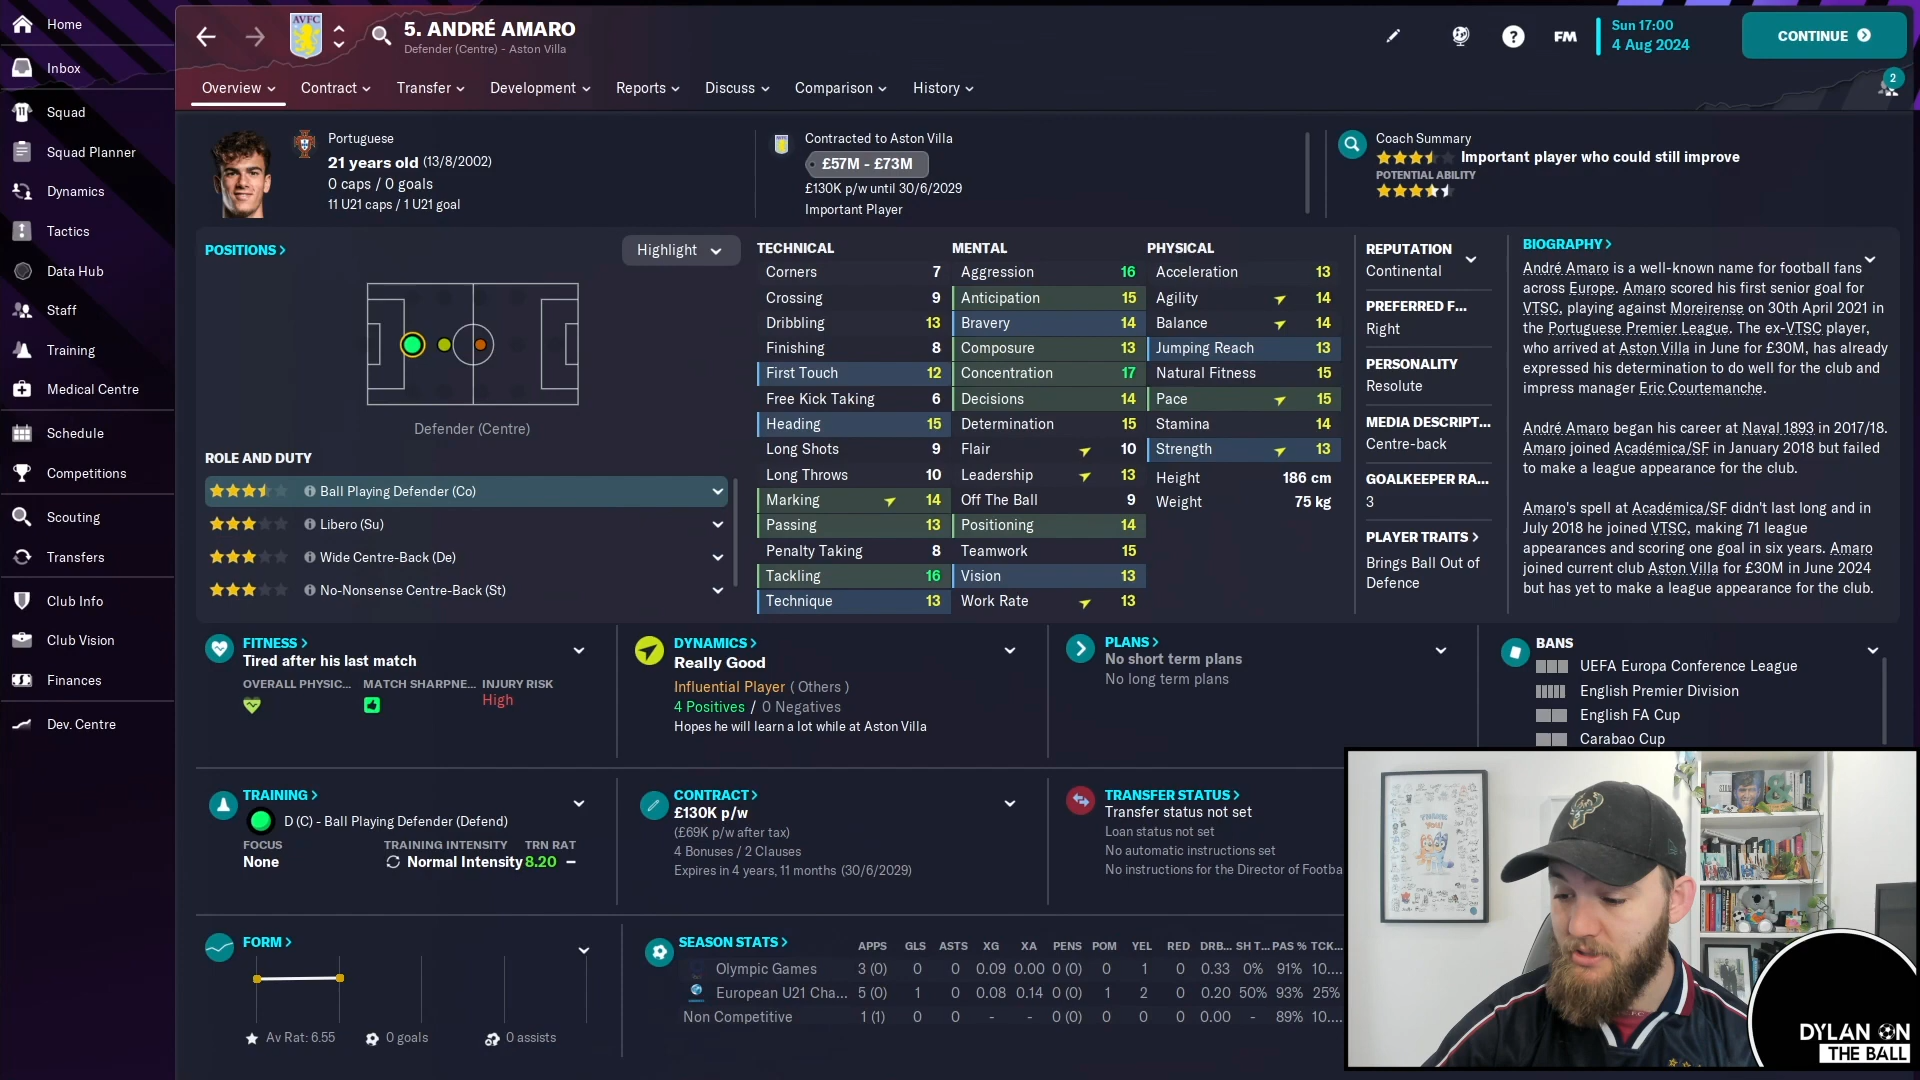 Home
Inbox
Squad
Squad Planner
Dynamics
Tactics
Data Hub
Staff
Training
Medical Centre
Schedule
Competitions
Scouting
Transfers
Club Info
Club Vision
Finances
Dev. Centre
AVFC
5. ANDRÉ AMARO
Defender (Centre) - Aston Villa
FM
Sun 17:00
4 Aug 2024
CONTINUE
Overview
Contract
Transfer
Development
Reports
Discuss
Comparison
History
2
Portuguese
21 years old (13/8/2002)
0 caps / 0 goals
11 U21 caps / 1 U21 goal
Contracted to Aston Villa
£57M - £73M
£130K p/w until 30/6/2029
Important Player
Coach Summary
Important player who could still improve
POTENTIAL ABILITY
POSITIONS
Highlight
Defender (Centre)
ROLE AND DUTY
Ball Playing Defender (Co)
Libero (Su)
Wide Centre-Back (De)
No-Nonsense Centre-Back (St)
TECHNICAL
Corners 7
Crossing 9
Dribbling 13
Finishing 8
First Touch 12
Free Kick Taking 6
Heading 15
Long Shots 9
Long Throws 10
Marking 14
Passing 13
Penalty Taking 8
Tackling 16
Technique 13
MENTAL
Aggression 16
Anticipation 15
Bravery 14
Composure 13
Concentration 17
Decisions 14
Determination 15
Flair 10
Leadership 13
Off The Ball 9
Positioning 14
Teamwork 15
Vision 13
Work Rate 13
PHYSICAL
Acceleration 13
Agility 14
Balance 14
Jumping Reach 13
Natural Fitness 15
Pace 15
Stamina 14
Strength 13
Height 186 cm
Weight 75 kg
REPUTATION
Continental
PREFERRED F...
Right
PERSONALITY
Resolute
MEDIA DESCRIPT...
Centre-back
GOALKEEPER RA...
3
PLAYER TRAITS
Brings Ball Out of
Defence
BIOGRAPHY
André Amaro is a well-known name for football fans
across Europe. Amaro scored his first senior goal for
VTSC, playing against Moreirense on 30th April 2021 in
the Portuguese Premier League. The ex-VTSC player,
who arrived at Aston Villa in June for £30M, has already
expressed his determination to do well for the club and
impress manager Eric Courtemanche.
André Amaro began his career at Naval 1893 in 2017/18.
Amaro joined Académica/SF in January 2018 but failed
to make a league appearance for the club.
Amaro's spell at Académica/SF didn't last long and in
July 2018 he joined VTSC, making 71 league
appearances and scoring one goal in six years. Amaro
joined current club Aston Villa for £30M in June 2024
but has yet to make a league appearance for the club.
FITNESS
Tired after his last match
OVERALL PHYSIC... MATCH SHARPNE... INJURY RISK
High
DYNAMICS
Really Good
Influential Player ( Others )
4 Positives / 0 Negatives
Hopes he will learn a lot while at Aston Villa
PLANS
No short term plans
No long term plans
BANS
UEFA Europa Conference League
English Premier Division
English FA Cup
Carabao Cup
TRAINING
D (C) - Ball Playing Defender (Defend)
FOCUS TRAINING INTENSITY TRN RAT
None Normal Intensity 8.20 –
CONTRACT
£130K p/w
(£69K p/w after tax)
4 Bonuses / 2 Clauses
Expires in 4 years, 11 months (30/6/2029)
TRANSFER STATUS
Transfer status not set
Loan status not set
No automatic instructions set
No instructions for the Director of Footba
FORM
Av Rat: 6.55 0 goals 0 assists
SEASON STATS APPS GLS ASTS XG XA PENS POM YEL RED DRB... SH T... PAS % TCK...
Olympic Games 3 (0) 0 0 0.09 0.00 0 (0) 0 1 0 0.33 0% 91% 10....
European U21 Cha... 5 (0) 1 0 0.08 0.14 0 (0) 1 2 0 0.20 50% 93% 25%
Non Competitive 1 (1) 0 0 - - 0 (0) 0 0 0 0.00 - 89% 10....
THANK
YOU!
DYLAN ON
THE BALL